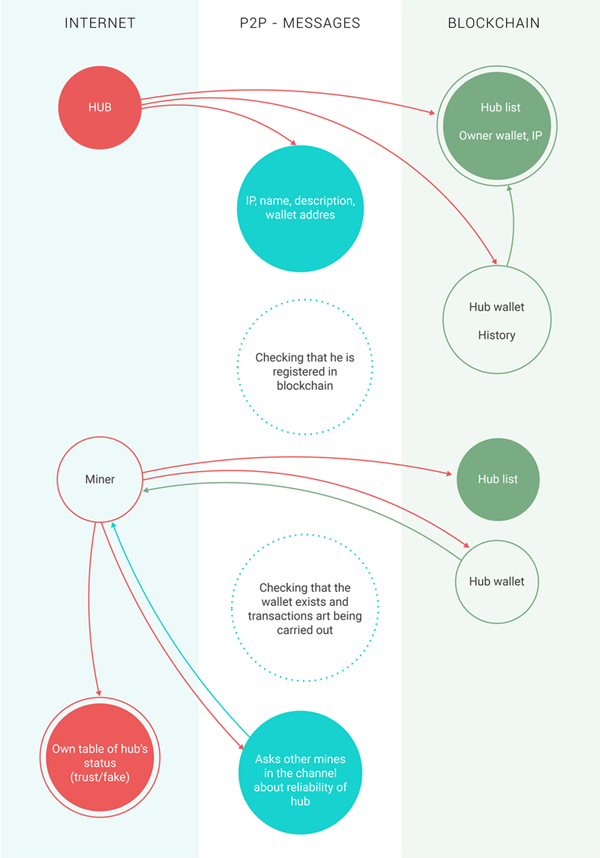 INTERNET
P2P - MESSAGES
BLOCKCHAIN
HUB
Hub list
Owner wallet, IP
IP, name, description,
wallet addres
Hub wallet
History
Checking that he is
registered in
blockchain
Miner
Hub list
Hub wallet
Checking that the
wallet exists and
transactions art being
carried out
Own table of hub's
status
(trust/fake)
Asks other mines
in the channel
about reliability of
hub